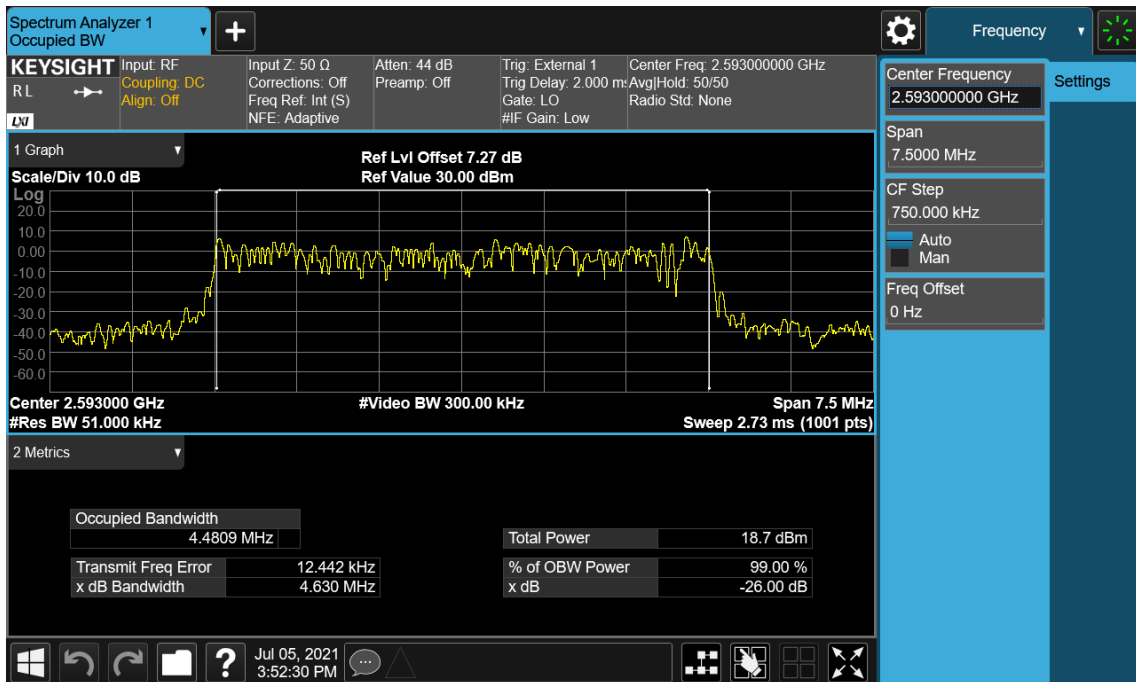 Spectrum Analyzer 1
Occupied BW
Frequency
KEYSIGHT
R L
LXI
Input: RF
Coupling: DC
Align: Off
Input Z: 50 Ω
Corrections: Off
Freq Ref: Int (S)
NFE: Adaptive
Atten: 44 dB
Preamp: Off
Trig: External 1
Trig Delay: 2.000 ms
Gate: LO
#IF Gain: Low
Center Freq: 2.593000000 GHz
Avg|Hold: 50/50
Radio Std: None
Center Frequency
2.593000000 GHz
Settings
Span
7.5000 MHz
CF Step
750.000 kHz
Auto
Man
Freq Offset
0 Hz
1 Graph
Ref Lvl Offset 7.27 dB
Scale/Div 10.0 dB
Ref Value 30.00 dBm
Log
20.0
10.0
0.00
-10.0
-20.0
-30.0
-40.0
-50.0
-60.0
Center 2.593000 GHz
#Video BW 300.00 kHz
Span 7.5 MHz
#Res BW 51.000 kHz
Sweep 2.73 ms (1001 pts)
2 Metrics
Occupied Bandwidth
4.4809 MHz
Total Power 18.7 dBm
Transmit Freq Error 12.442 kHz
% of OBW Power 99.00 %
x dB Bandwidth 4.630 MHz
x dB -26.00 dB
?
Jul 05, 2021
3:52:30 PM